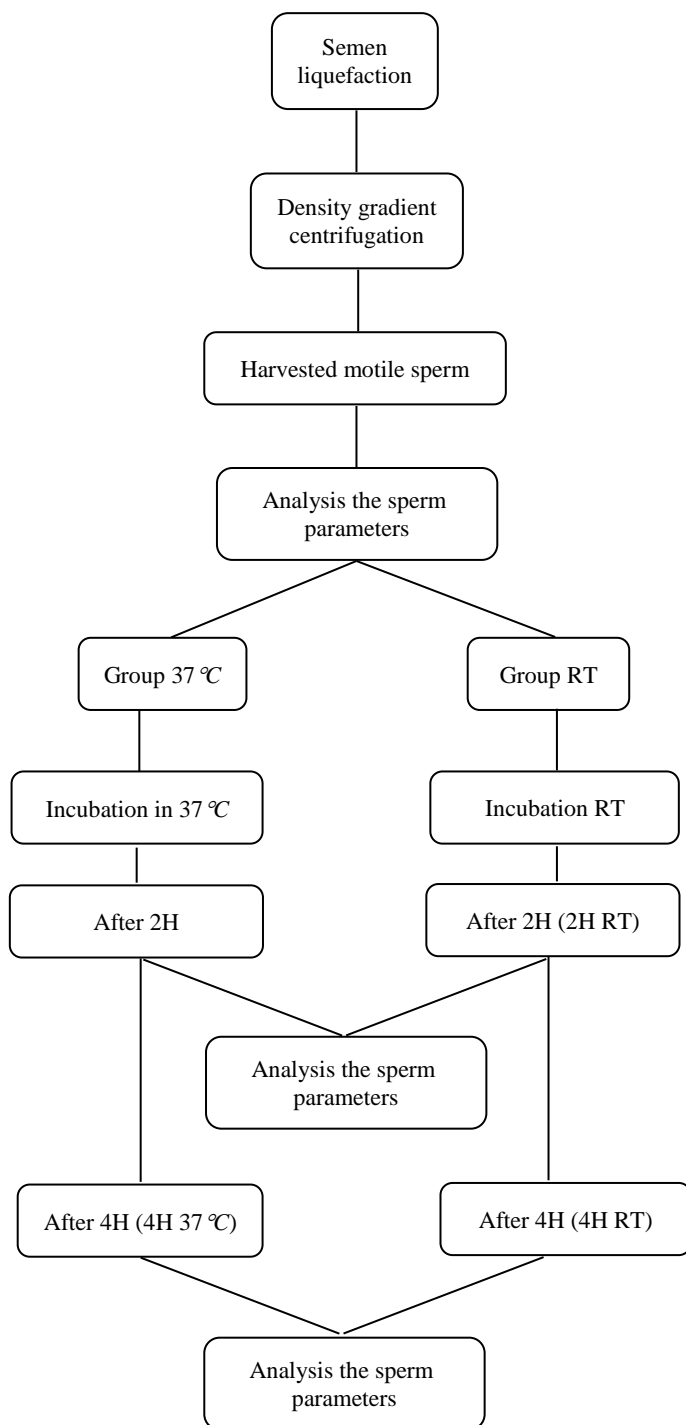 Semen
liquefaction
Density gradient
centrifugation
Harvested motile sperm
Analysis the sperm
parameters
Group 37℃
Group RT
Incubation in 37℃
Incubation RT
After 2H
After 2H (2H RT)
Analysis the sperm
parameters
After 4H (4H 37℃)
After 4H (4H RT)
Analysis the sperm
parameters